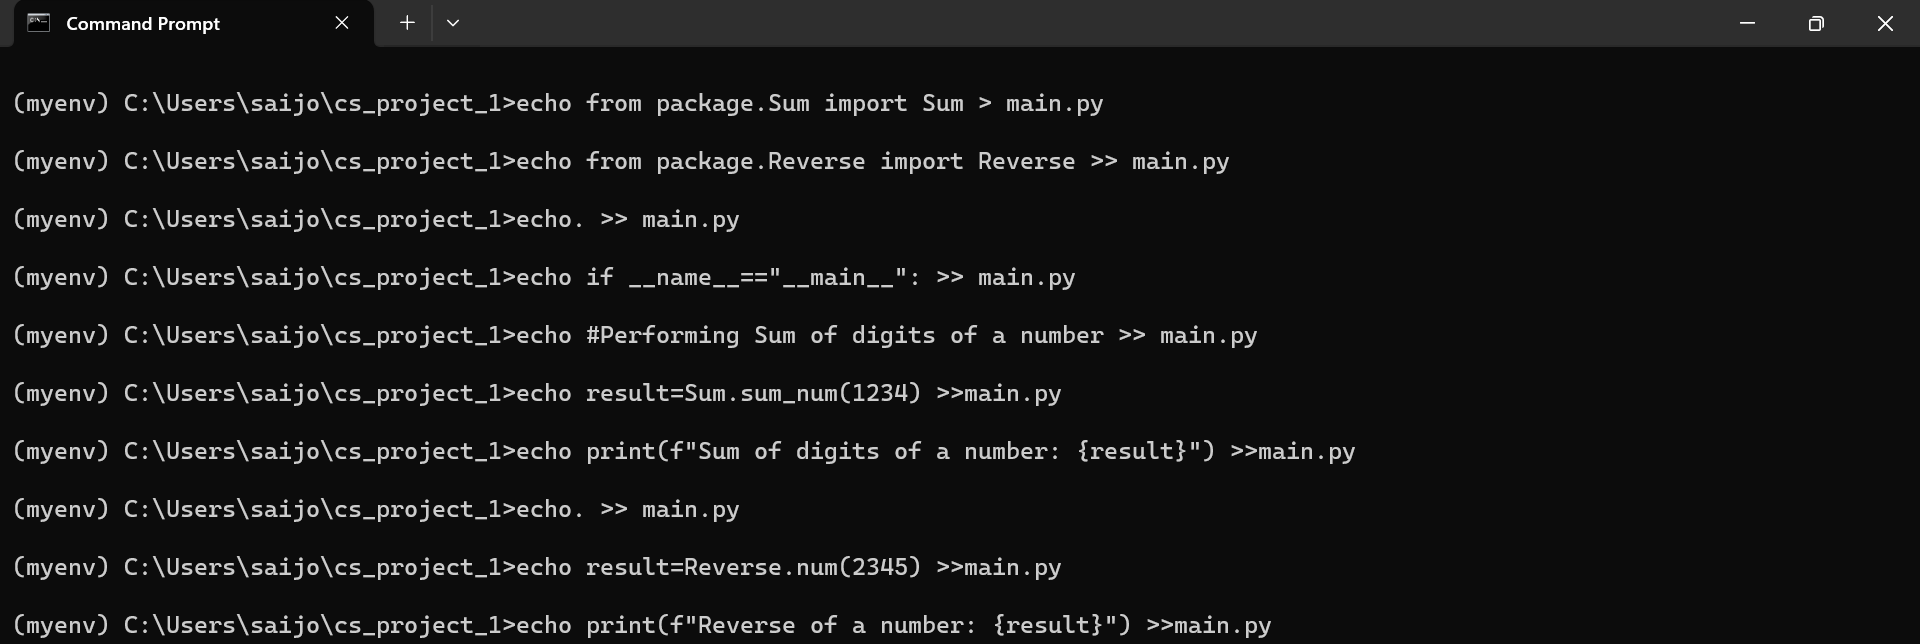 Command Prompt
(myenv) C:\Users\saijo\cs_project_1>echo from package.Sum import Sum > main.py
(myenv) C:\Users\saijo\cs_project_1>echo from package.Reverse import Reverse >> main.py
(myenv) C:\Users\saijo\cs_project_1>echo. >> main.py
(myenv) C:\Users\saijo\cs_project_1>echo if __name__=="__main__": >> main.py
(myenv) C:\Users\saijo\cs_project_1>echo #Performing Sum of digits of a number >> main.py
(myenv) C:\Users\saijo\cs_project_1>echo result=Sum.sum_num(1234) >>main.py
(myenv) C:\Users\saijo\cs_project_1>echo print(f"Sum of digits of a number: {result}") >>main.py
(myenv) C:\Users\saijo\cs_project_1>echo. >> main.py
(myenv) C:\Users\saijo\cs_project_1>echo result=Reverse.num(2345) >>main.py
(myenv) C:\Users\saijo\cs_project_1>echo print(f"Reverse of a number: {result}") >>main.py